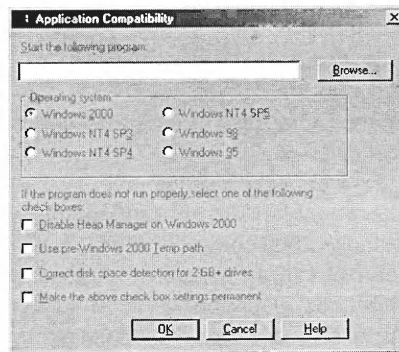 Application Compatibility
Start the following program:
Browse...
Operating system
Windows 2000
Windows NT4 SP5
Windows NT4 SP3
Windows 98
Windows NT4 SP4
Windows 95
If the program does not run properly, select one of the following
check boxes:
Disable Heap Manager on Windows 2000
Use pre-Windows 2000 Temp path
Correct disk space detection for 2-GB+ drives
Make the above check box settings permanent
OK
Cancel
Help